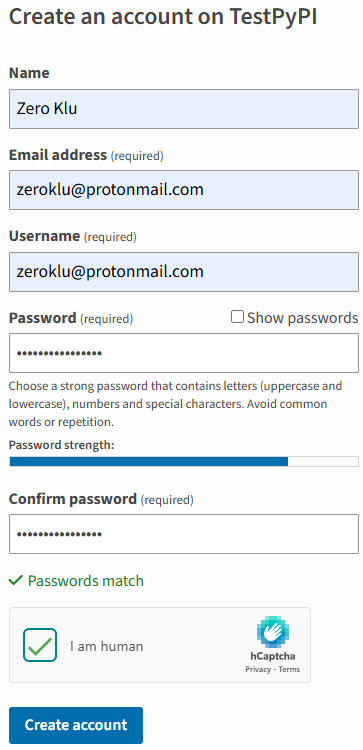 Create an account on TestPyPI
Name
Zero Klu
Email address (required)
zeroklu@protonmail.com
Username (required)
zeroklu@protonmail.com
Password (required) Show passwords
••••••••••••••••
Choose a strong password that contains letters (uppercase and
lowercase), numbers and special characters. Avoid common
words or repetition.
Password strength:
Confirm password (required)
••••••••••••••••
Passwords match
I am human
hCaptcha
Privacy - Terms
Create account